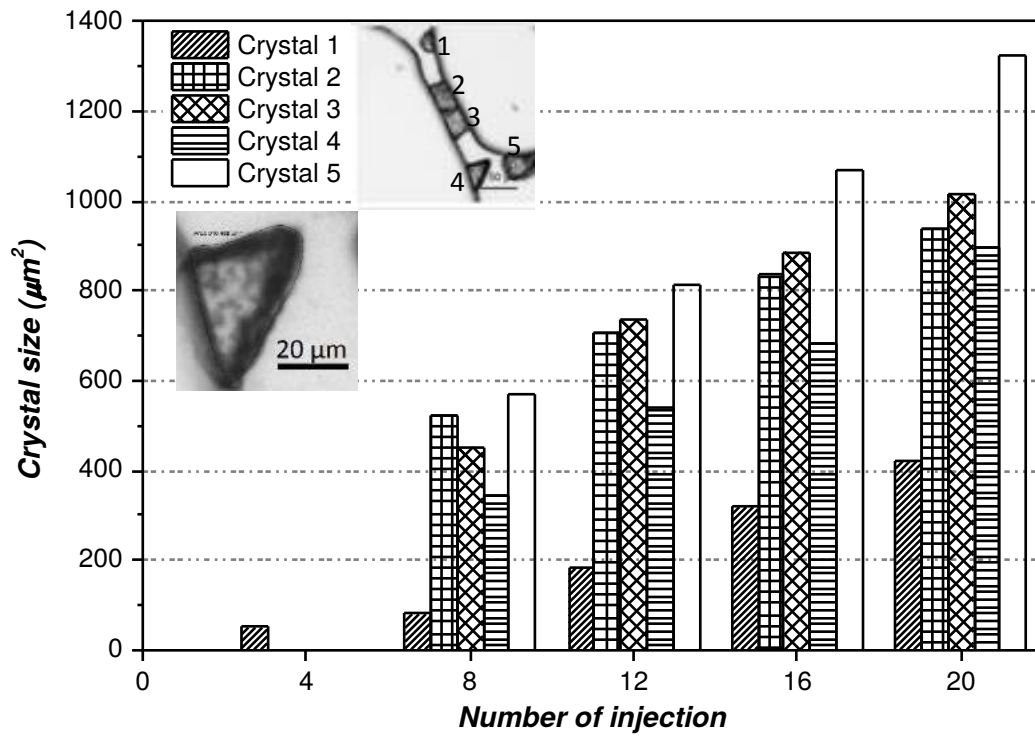 1400
1200
1000
800
600
400
200
0
Crystal size (μm²)
Crystal 1
Crystal 2
Crystal 3
Crystal 4
Crystal 5
1
2
3
5
4
20 μm
0
4
8
12
16
20
Number of injection